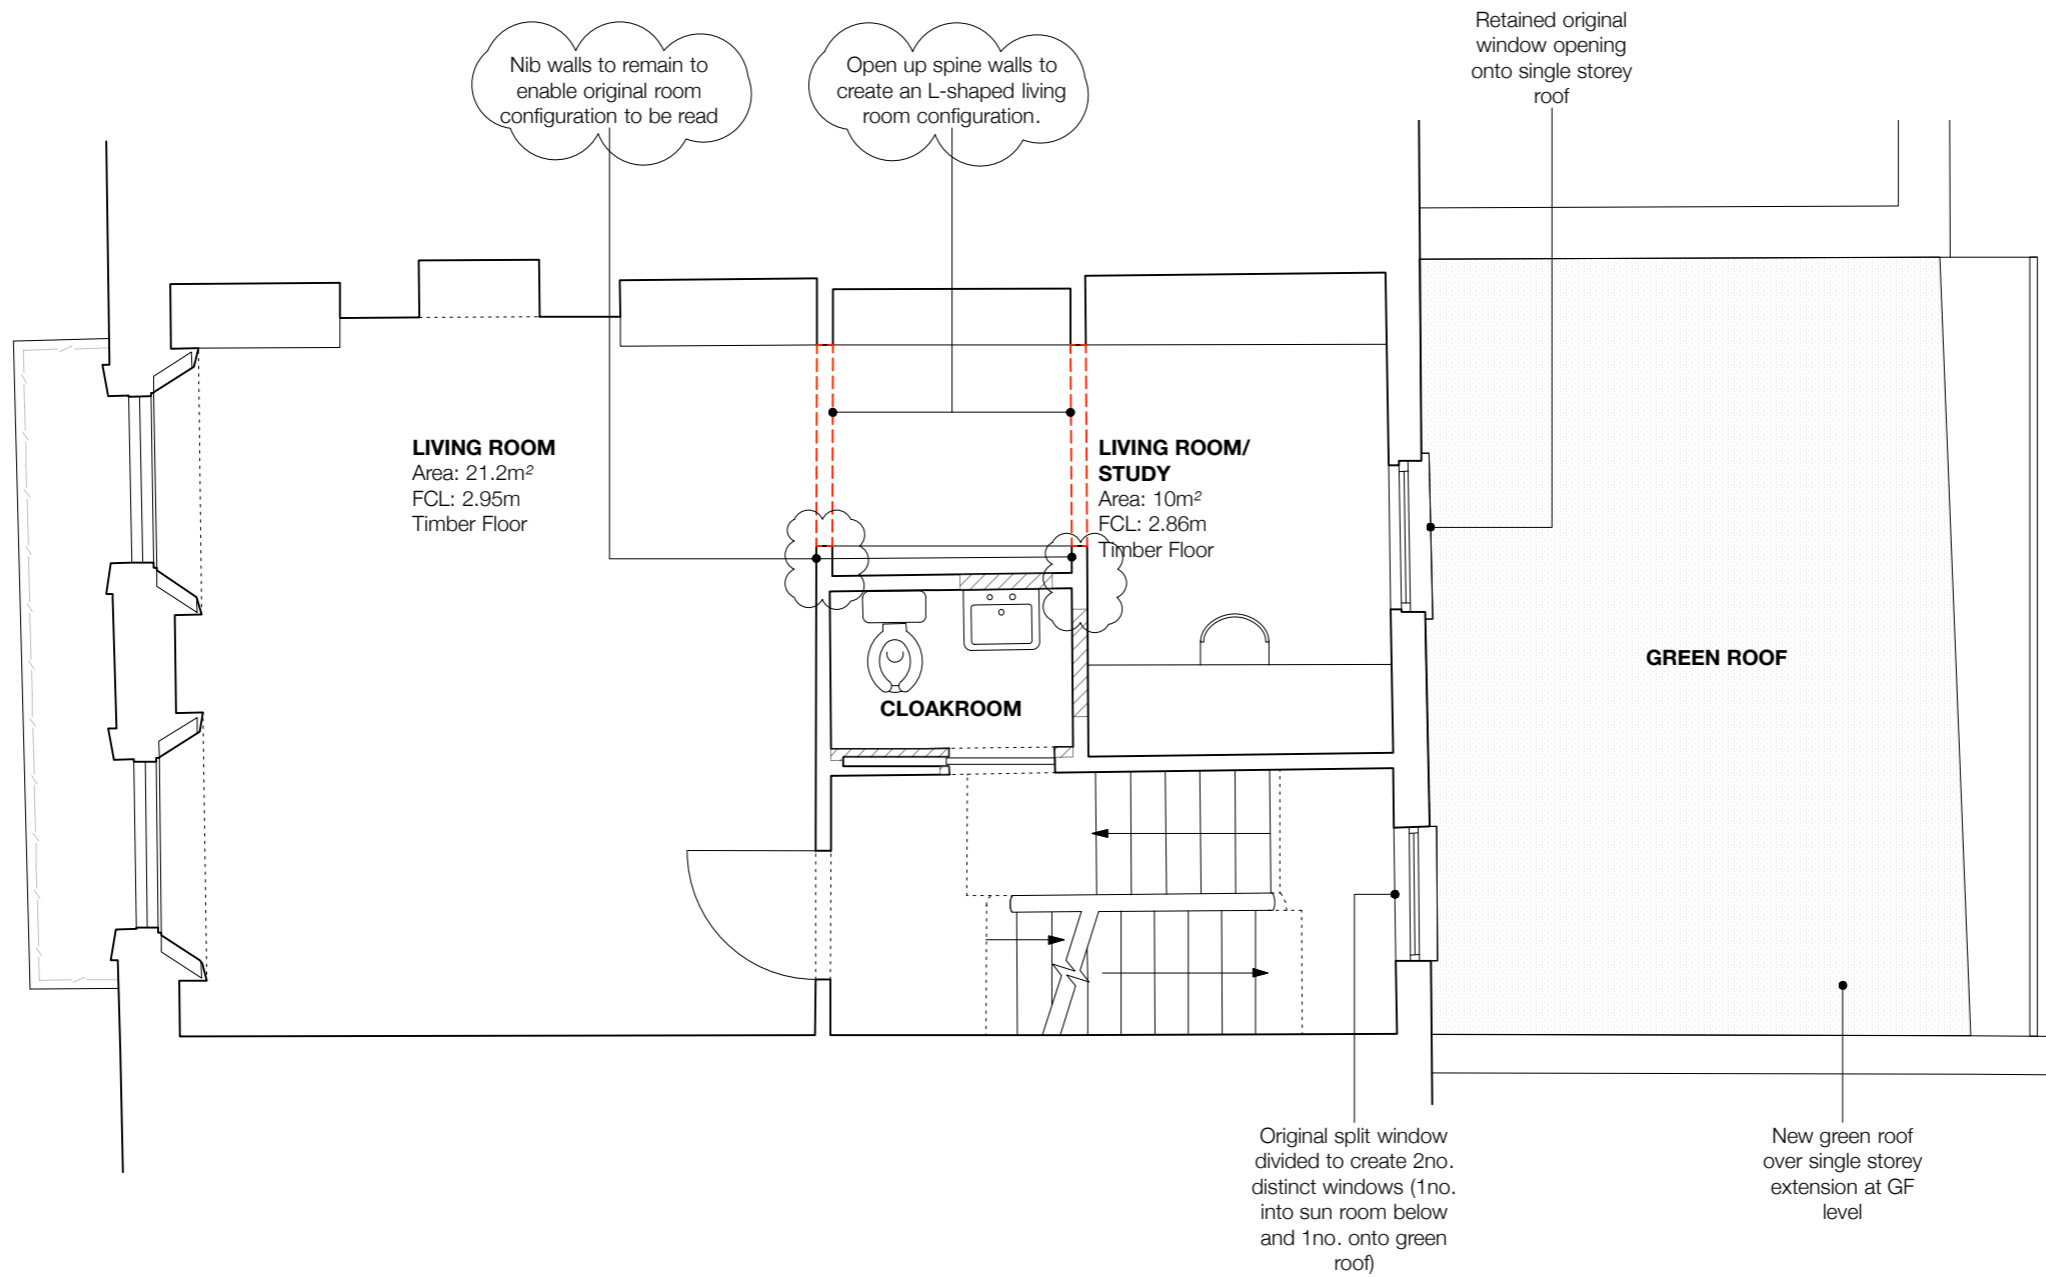 Nib walls to remain to
enable original room
configuration to be read
Open up spine walls to
create an L-shaped living
room configuration.
Retained original
window opening
onto single storey
roof
LIVING ROOM
Area: 21.2m²
FCL: 2.95m
Timber Floor
LIVING ROOM/
STUDY
Area: 10m²
FCL: 2.86m
Timber Floor
GREEN ROOF
CLOAKROOM
Original split window
divided to create 2no.
distinct windows (1no.
into sun room below
and 1no. onto green
roof)
New green roof
over single storey
extension at GF
level